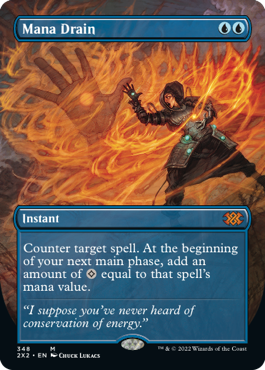 Mana Drain
Instant
Counter target spell. At the beginning
of your next main phase, add an
amount of equal to that spell's
mana value.
"I suppose you've never heard of
conservation of energy."
348 M
2X2 • EN CHUCK LUKACS
™ & © 2022 Wizards of the Coast